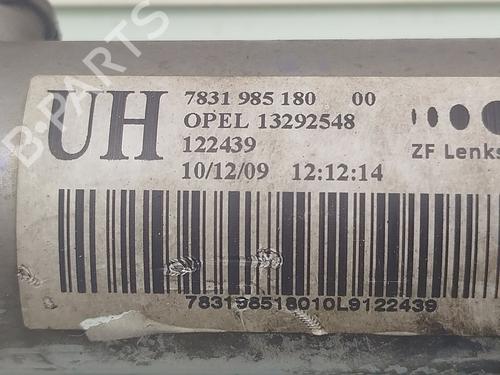 UH
7831 985 180 00
OPEL 13292548
122439
10/12/09 12:12:14
ZF Lenks
783198518010L9122439
B-PARTS